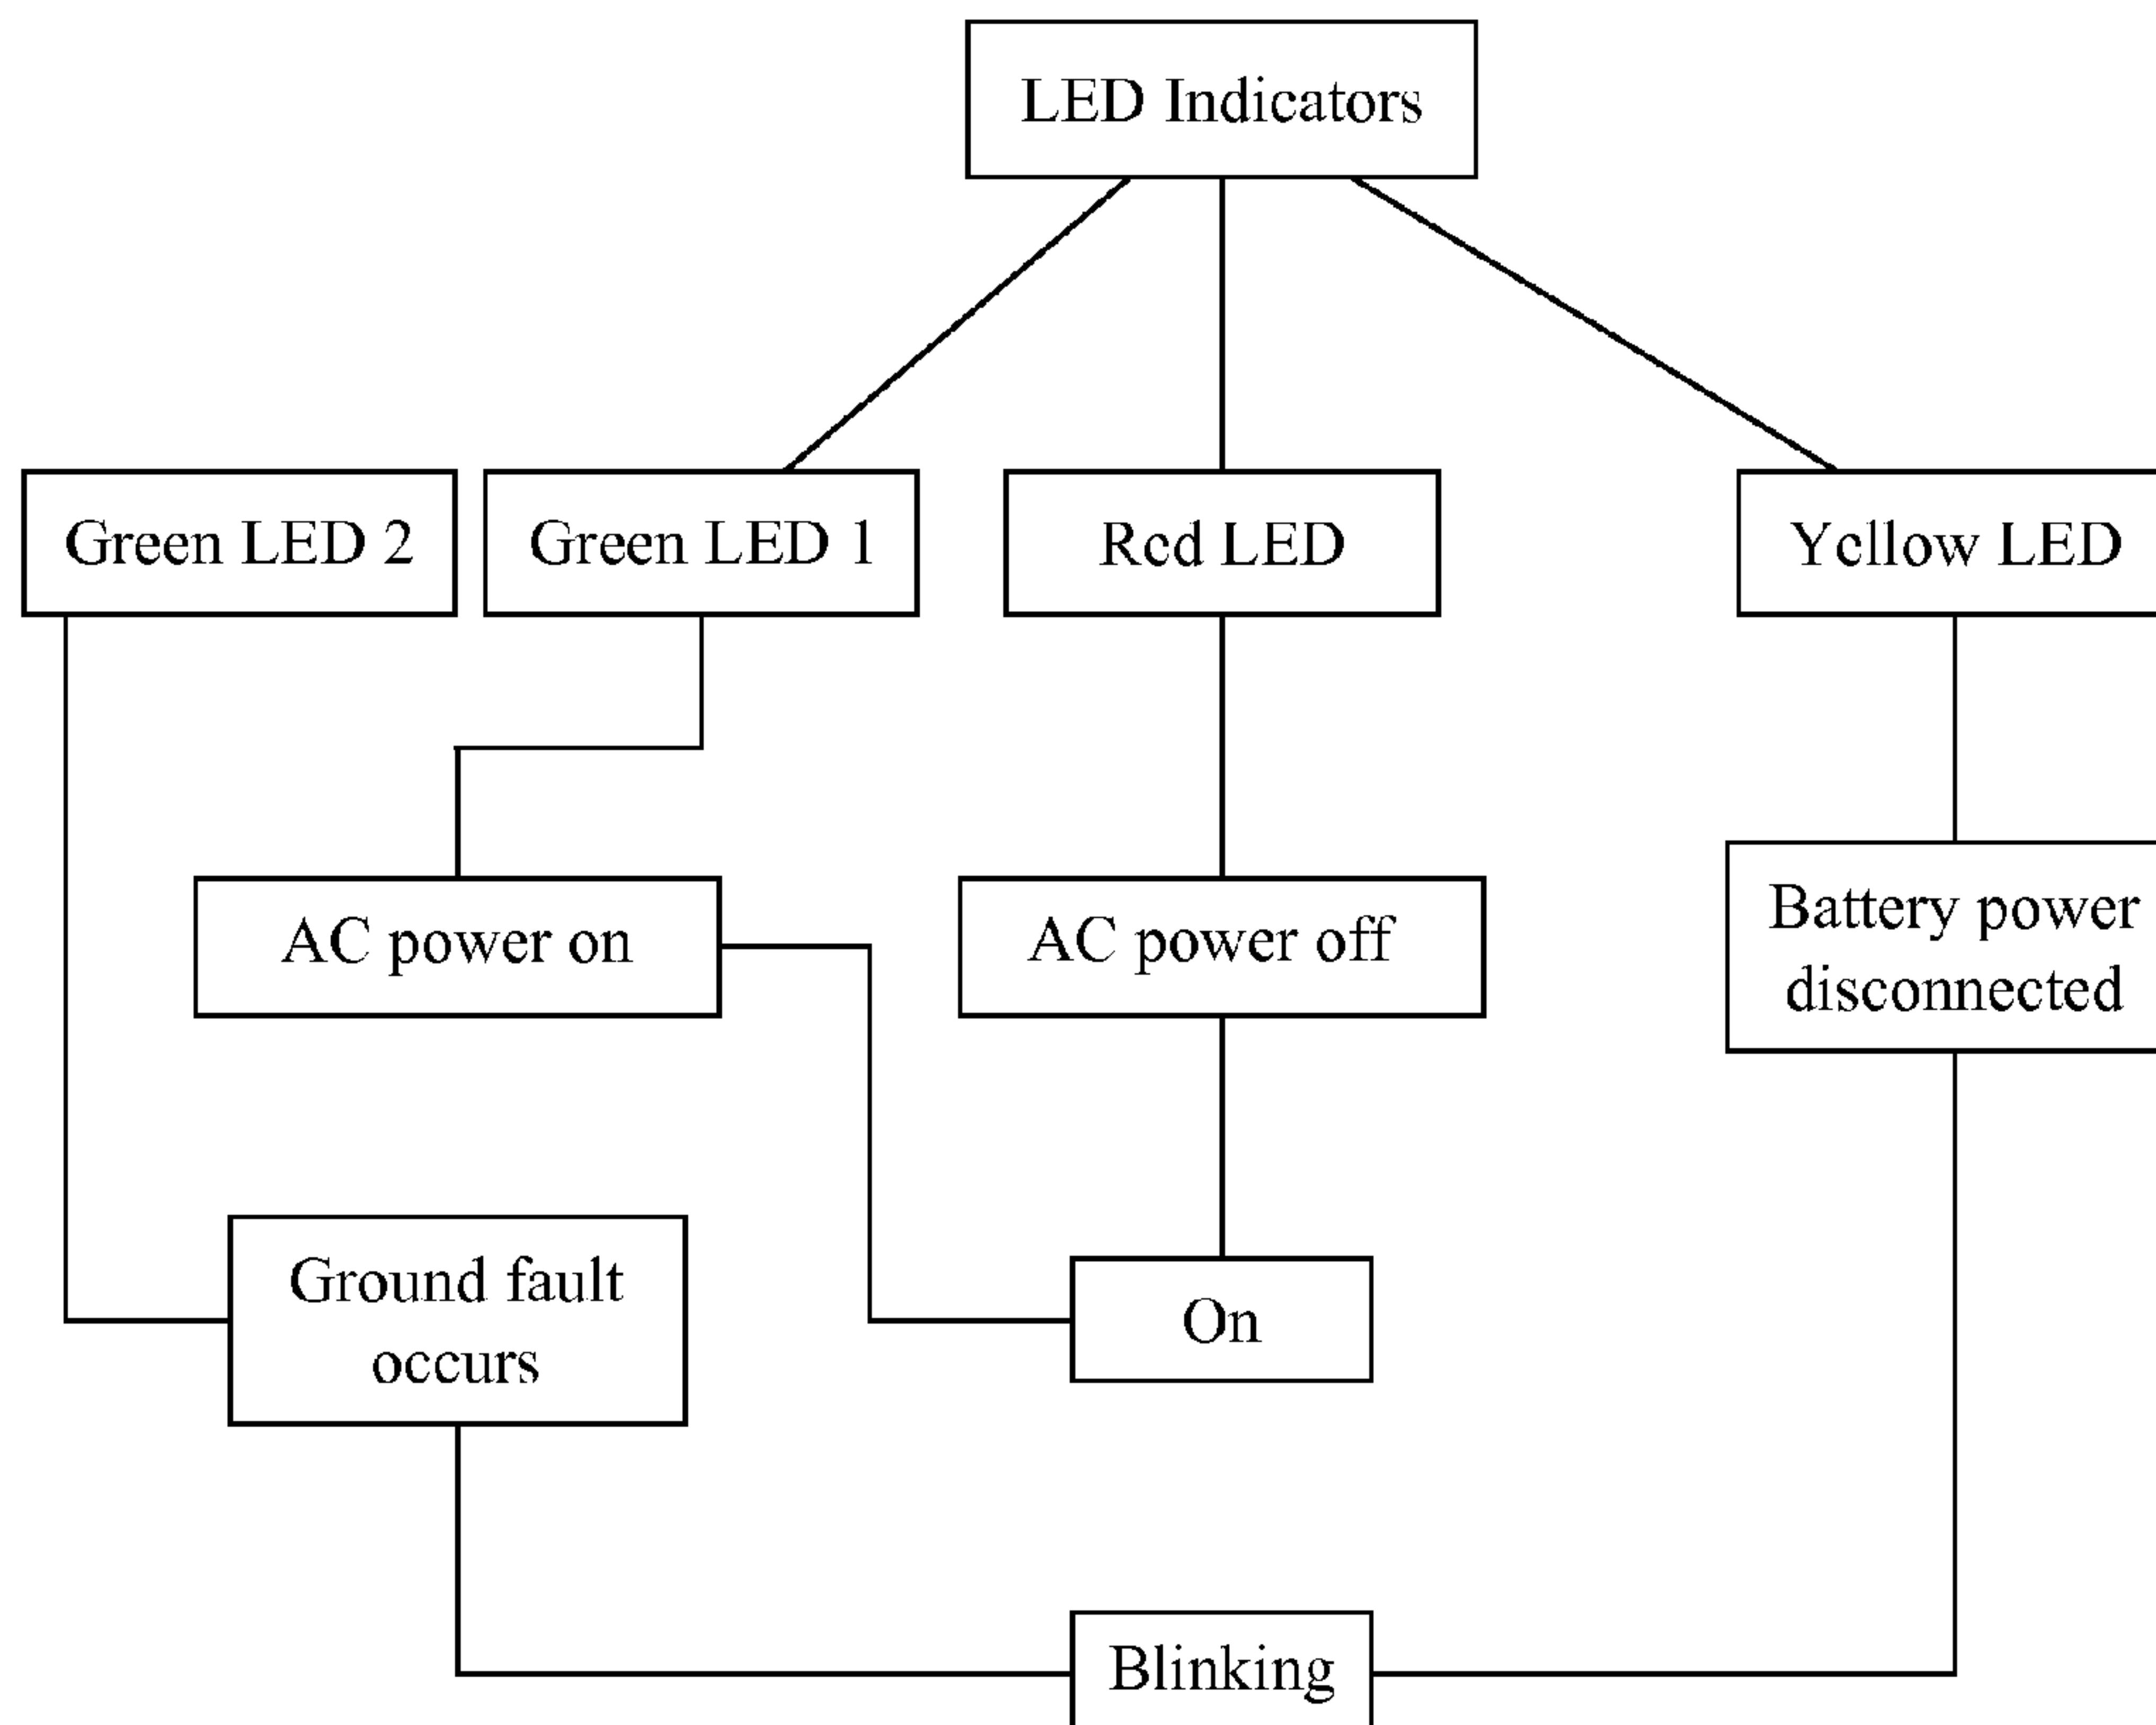 LED Indicators
Green LED 2
Green LED 1
Red LED
Yellow LED
AC power on
AC power off
Battery power
disconnected
Ground fault
occurs
On
Blinking